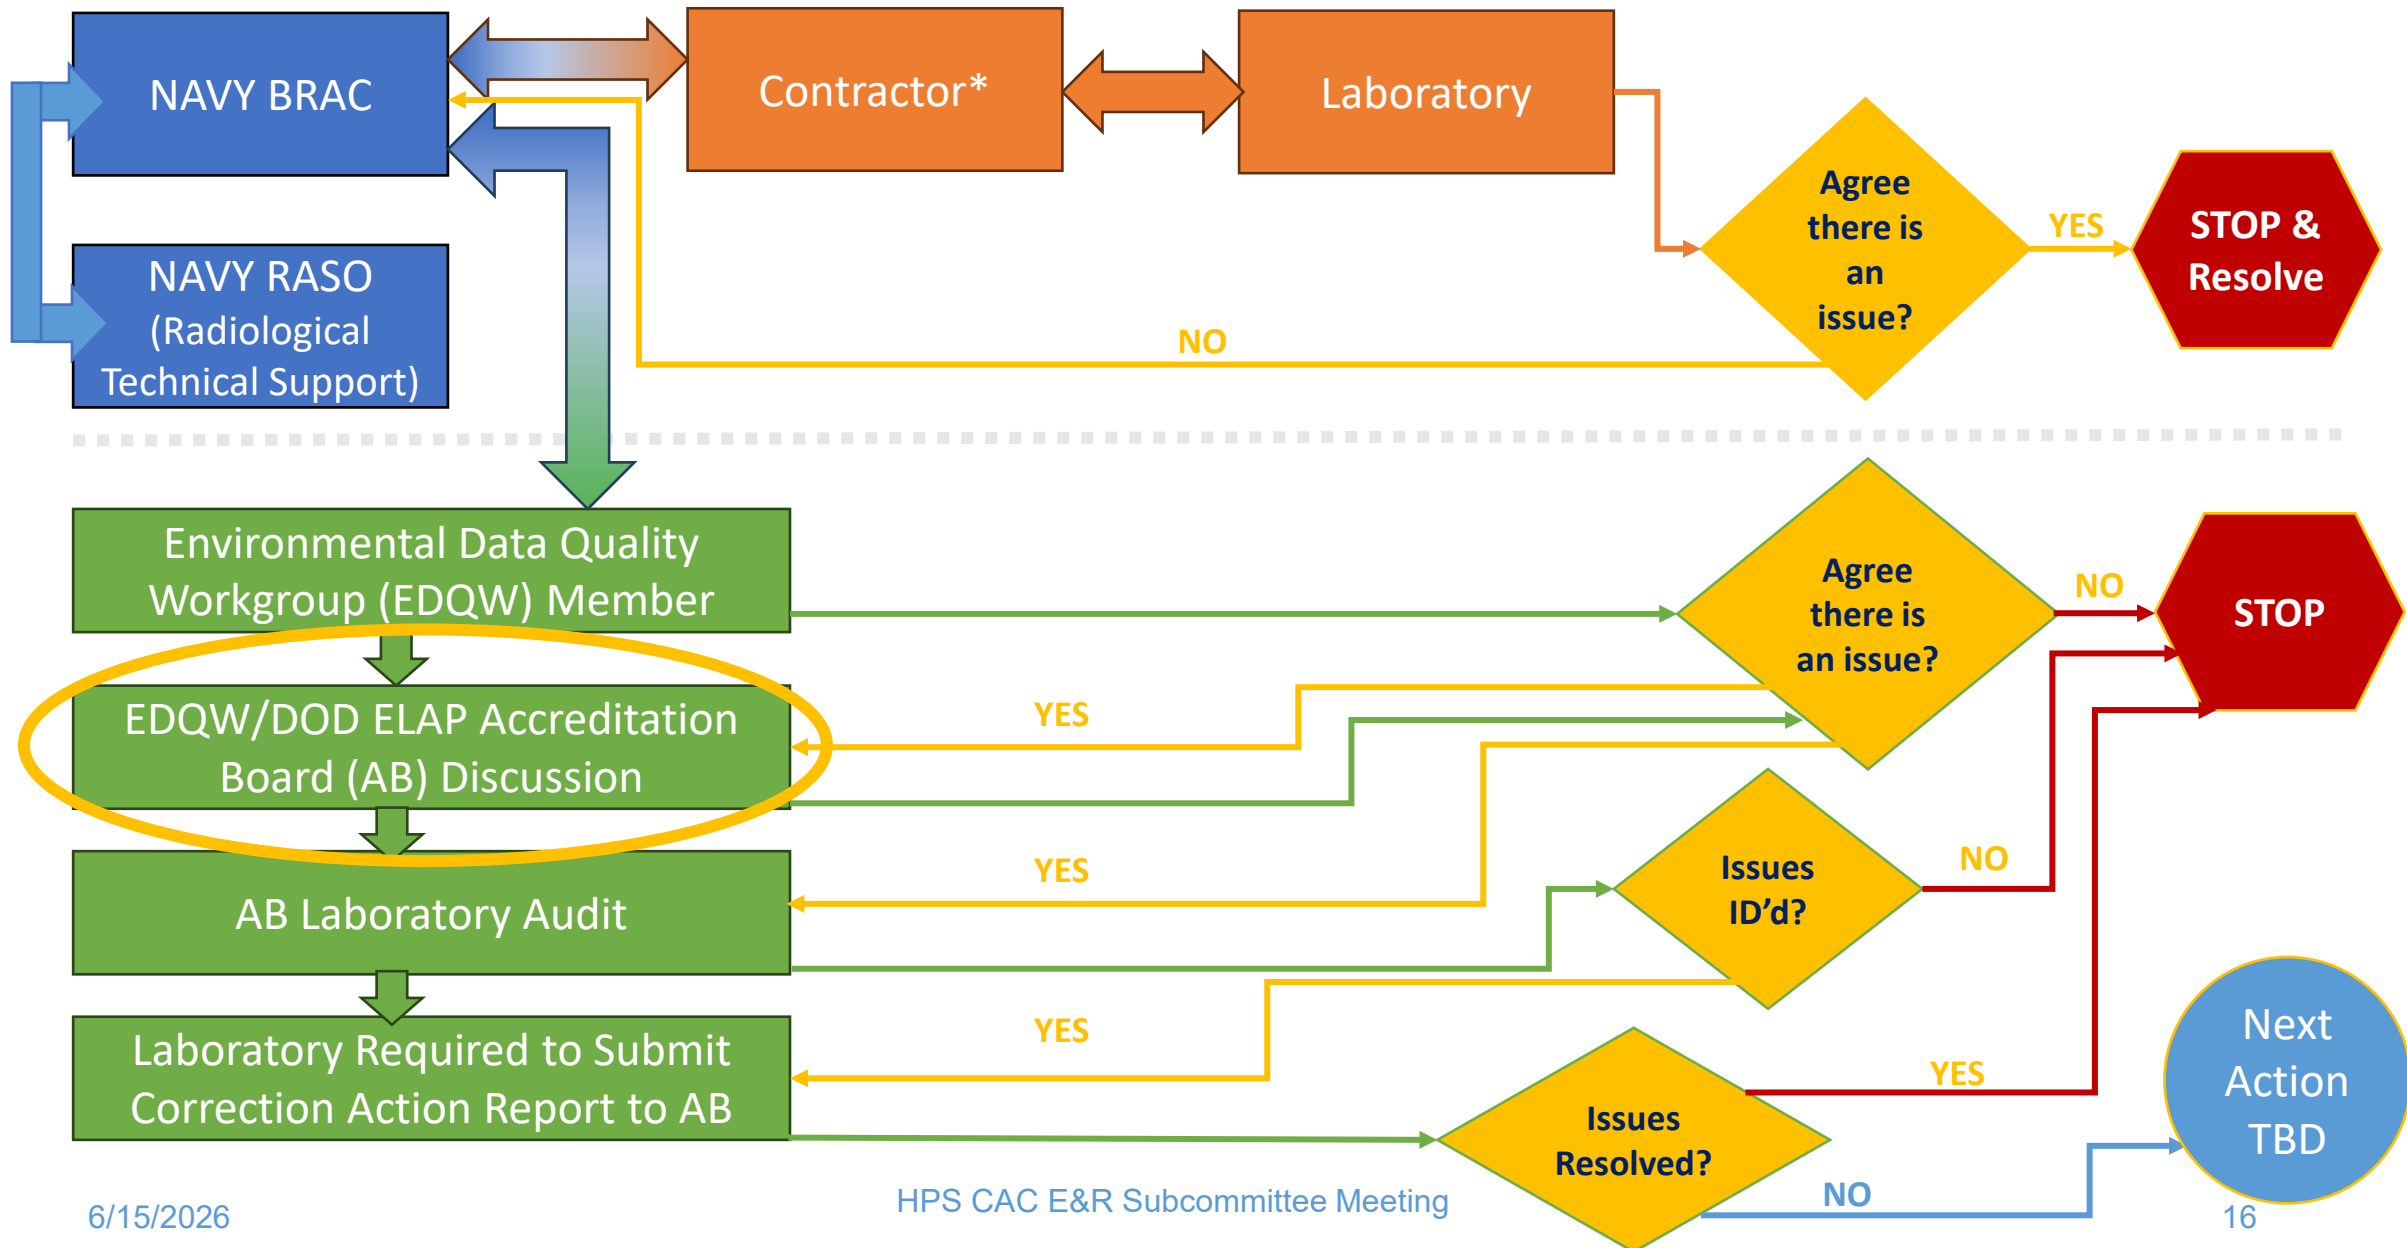 NAVY BRAC
Contractor*
Laboratory
Agree
there is
an
issue?
YES
STOP &
Resolve
NAVY RASO
(Radiological
Technical Support)
NO
Environmental Data Quality
Workgroup (EDQW) Member
Agree
there is
an issue?
NO
STOP
EDQW/DOD ELAP Accreditation
Board (AB) Discussion
YES
AB Laboratory Audit
YES
Issues
ID’d?
NO
Laboratory Required to Submit
Correction Action Report to AB
YES
Issues
Resolved?
YES
NO
Next
Action
TBD
6/15/2026
HPS CAC E&R Subcommittee Meeting
16